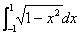 ∫_{-1}^{1} √(1-x²) dx